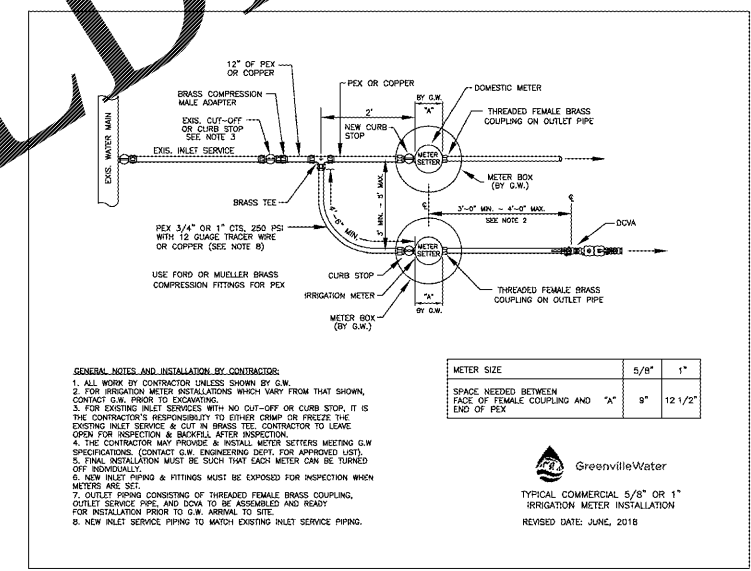 12" OF PEX
OR COPPER
BRASS COMPRESSION
MALE ADAPTER
EXIS. CUT-OFF
OR CURB STOP
SEE NOTE 3
EXIS. INLET SERVICE
EXIS. WATER MAIN
PEX OR COPPER
2'
NEW CURB
STOP
BY G.W.
"A"
DOMESTIC METER
THREADED FEMALE BRASS
COUPLING ON OUTLET PIPE
METER
SETTER
METER BOX
(BY G.W.)
BRASS TEE
4'-6" MIN.
3' MIN. - 5' MAX.
3'-0" MIN. - 4'-0" MAX.
SEE NOTE 2
DCVA
PEX 3/4" OR 1" CTS, 250 PSI
WITH 12 GUAGE TRACER WIRE
OR COPPER (SEE NOTE 8)
USE FORD OR MUELLER BRASS
COMPRESSION FITTINGS FOR PEX
METER
SETTER
CURB STOP
IRRIGATION METER
METER BOX
(BY G.W.)
"A"
BY G.W.
THREADED FEMALE BRASS
COUPLING ON OUTLET PIPE
GENERAL NOTES AND INSTALLATION BY CONTRACTOR:
1. ALL WORK BY CONTRACTOR UNLESS SHOWN BY G.W.
2. FOR IRRIGATION METER INSTALLATIONS WHICH VARY FROM THAT SHOWN,
CONTACT G.W. PRIOR TO EXCAVATING.
3. FOR EXISTING INLET SERVICES WITH NO CUT-OFF OR CURB STOP, IT IS
THE CONTRACTOR'S RESPONSIBILITY TO EITHER CRIMP OR FREEZE THE
EXISTING INLET SERVICE & CUT IN BRASS TEE. CONTRACTOR TO LEAVE
OPEN FOR INSPECTION & BACKFILL AFTER INSPECTION.
4. THE CONTRACTOR MAY PROVIDE & INSTALL METER SETTERS MEETING G.W
SPECIFICATIONS. (CONTACT G.W. ENGINEERING DEPT. FOR APPROVED LIST).
5. FINAL INSTALLATION MUST BE SUCH THAT EACH METER CAN BE TURNED
OFF INDIVIDUALLY.
6. NEW INLET PIPING & FITTINGS MUST BE EXPOSED FOR INSPECTION WHEN
METERS ARE SET.
7. OUTLET PIPING CONSISTING OF THREADED FEMALE BRASS COUPLING,
OUTLET SERVICE PIPE, AND DCVA TO BE ASSEMBLED AND READY
FOR INSTALLATION PRIOR TO G.W. ARRIVAL TO SITE.
8. NEW INLET SERVICE PIPING TO MATCH EXISTING INLET SERVICE PIPING.
METER SIZE 5/8" 1"
SPACE NEEDED BETWEEN
FACE OF FEMALE COUPLING AND "A" 9" 12 1/2"
END OF PEX
GreenvilleWater
TYPICAL COMMERCIAL 5/8" OR 1"
IRRIGATION METER INSTALLATION
REVISED DATE: JUNE, 2018